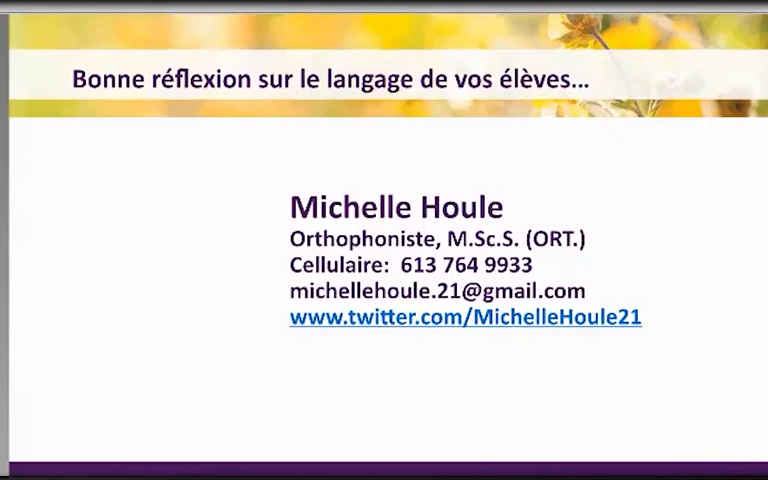 Bonne réflexion sur le langage de vos élèves...
Michelle Houle
Orthophoniste, M.Sc.S. (ORT.)
Cellulaire:  613 764 9933
michellehoule.21@gmail.com
www.twitter.com/MichelleHoule21